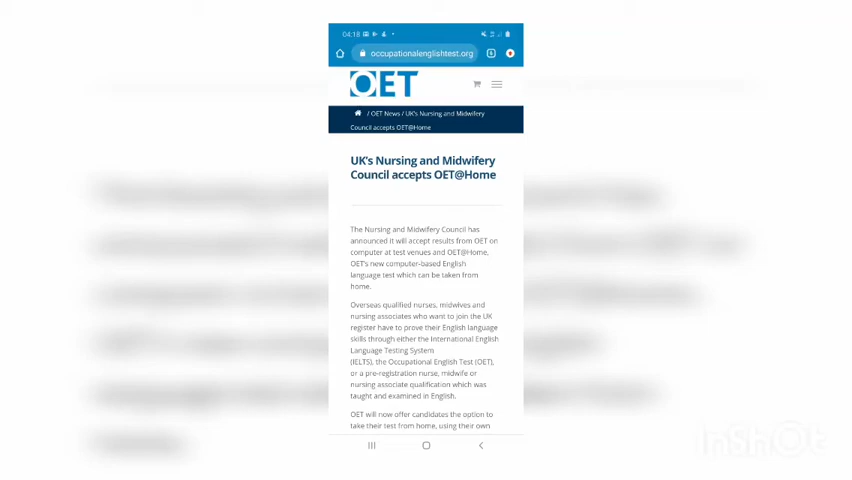 04:18
occupationalenglishtest.org
OET
/ OET News / UK's Nursing and Midwifery
Council accepts OET@Home
UK's Nursing and Midwifery
Council accepts OET@Home
The Nursing and Midwifery Council has
announced it will accept results from OET on
computer at test venues and OET@Home,
OET's new computer-based English
language test which can be taken from
home.
Overseas qualified nurses, midwives and
nursing associates who want to join the UK
register have to prove their English language
skills through either the International English
Language Testing System
(IELTS), the Occupational English Test (OET),
or a pre-registration nurse, midwife or
nursing associate qualification which was
taught and examined in English.
OET will now offer candidates the option to
take their test from home, using their own
InShOt